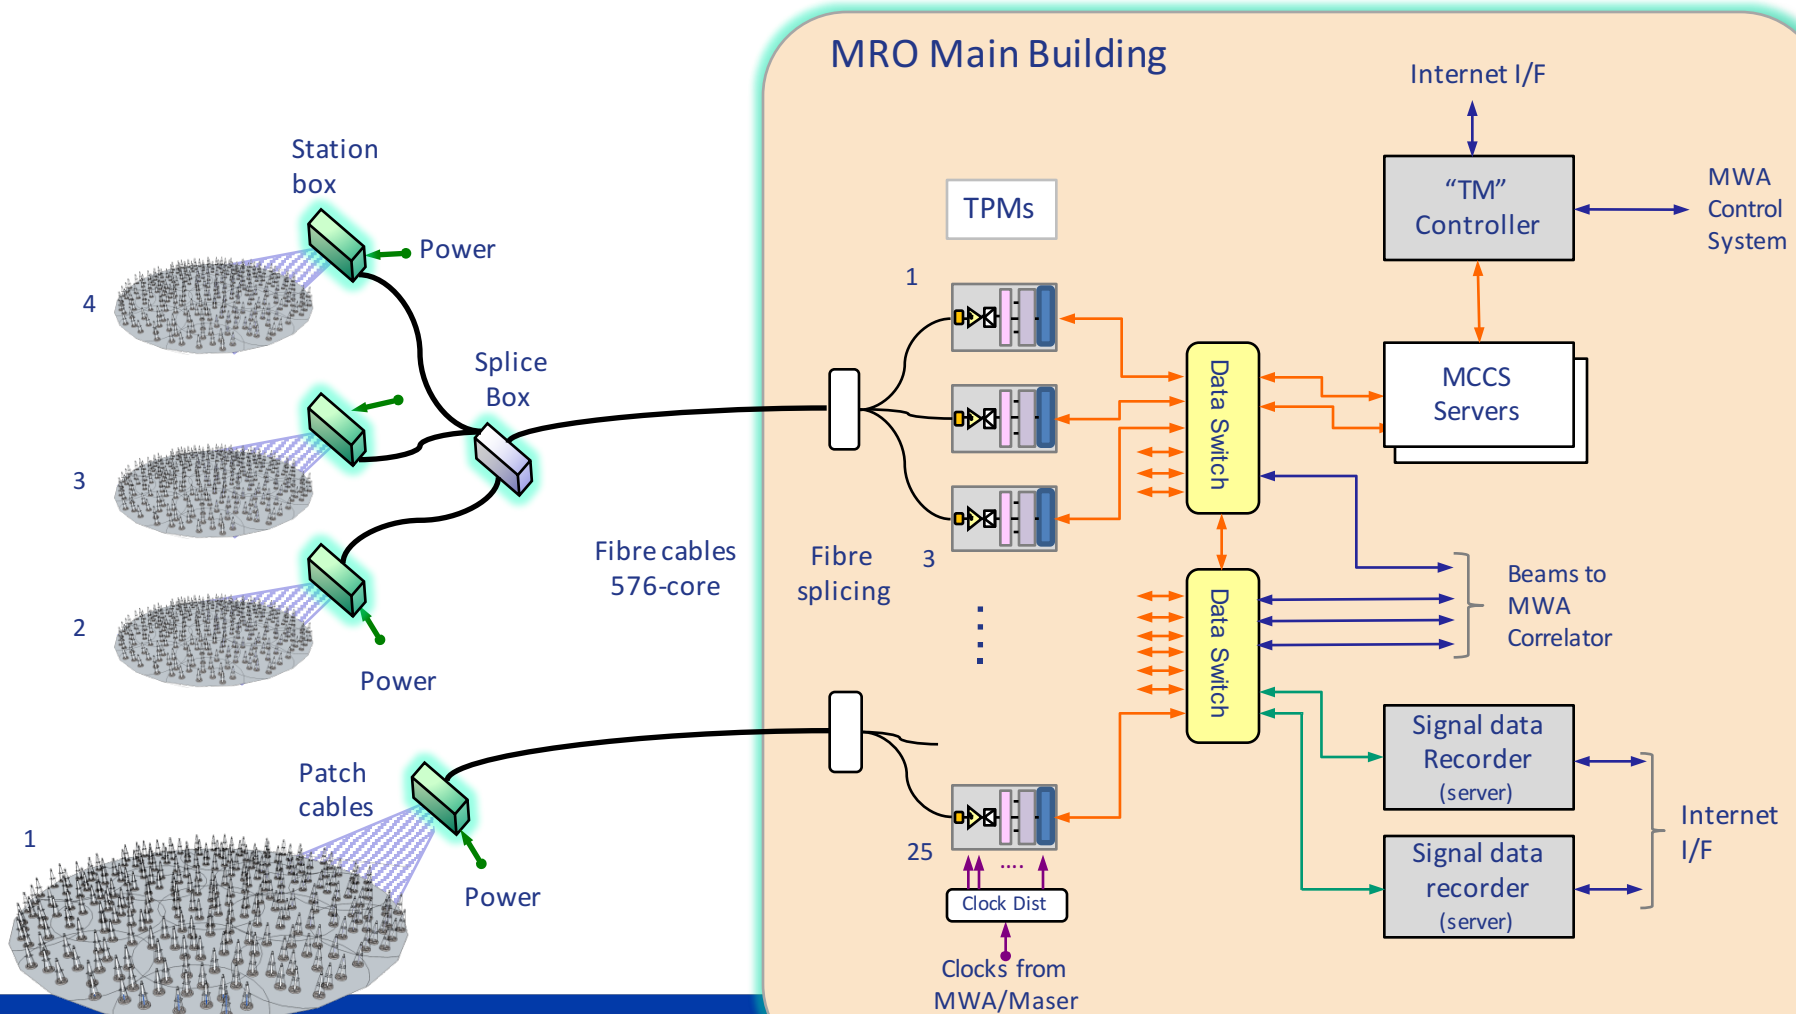 MRO Main Building
Internet I/F
Station
box
"TM"
Controller
MWA
Control
System
TPMs
Power
1
4
Splice
Box
Data Switch
MCCS
Servers
3
Fibre cables
576-core
Fibre
splicing
3
Beams to
MWA
Correlator
2
Data Switch
Power
Patch
cables
Signal data
Recorder
(server)
Internet
I/F
1
25
Signal data
recorder
(server)
Power
Clock Dist
Clocks from
MWA/Maser